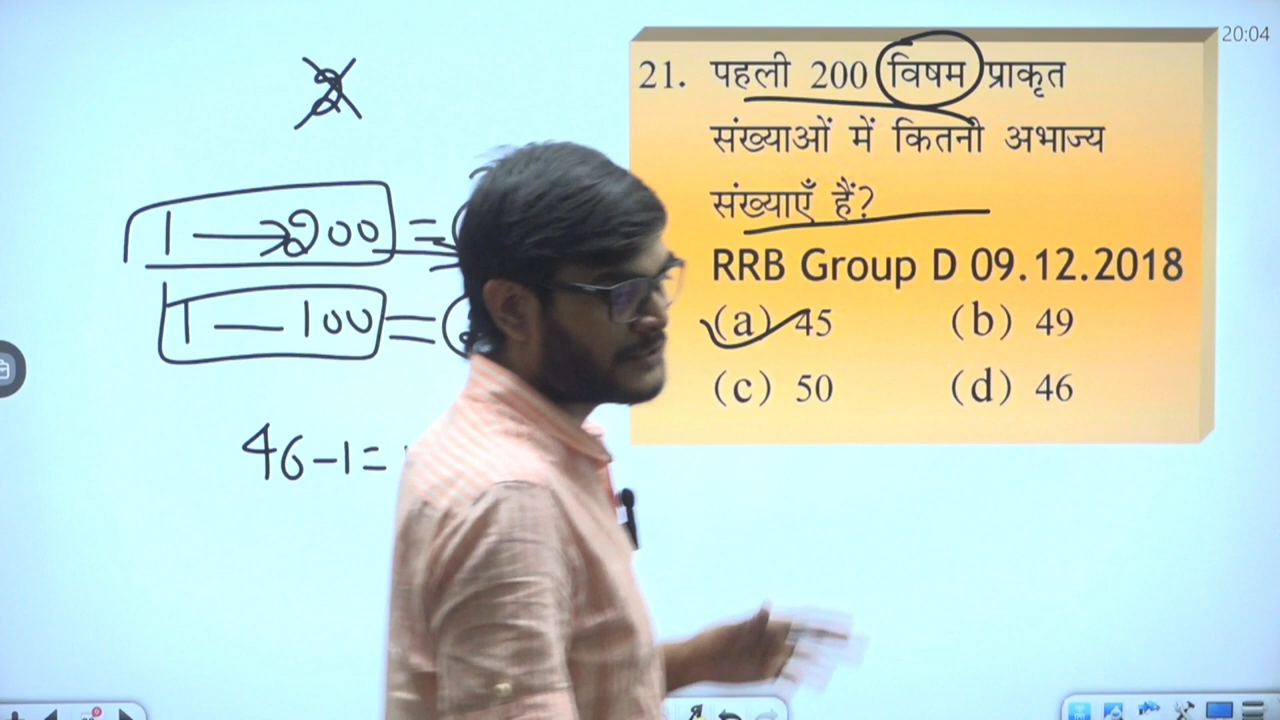 20:04
21. पहली 200 विषम प्राकृत
संख्याओं में कितनी अभाज्य
संख्याएँ हैं?
RRB Group D 09.12.2018
(a) 45 (b) 49
(c) 50 (d) 46
2
1 → 200 =
1 — 100 =
46-1=